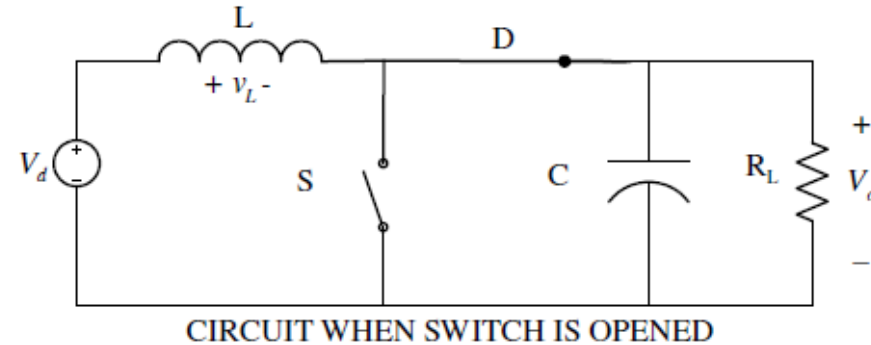 L
D
+ v_L -
+
V_d
+
-
S
C
R_L
V
–
CIRCUIT WHEN SWITCH IS OPENED